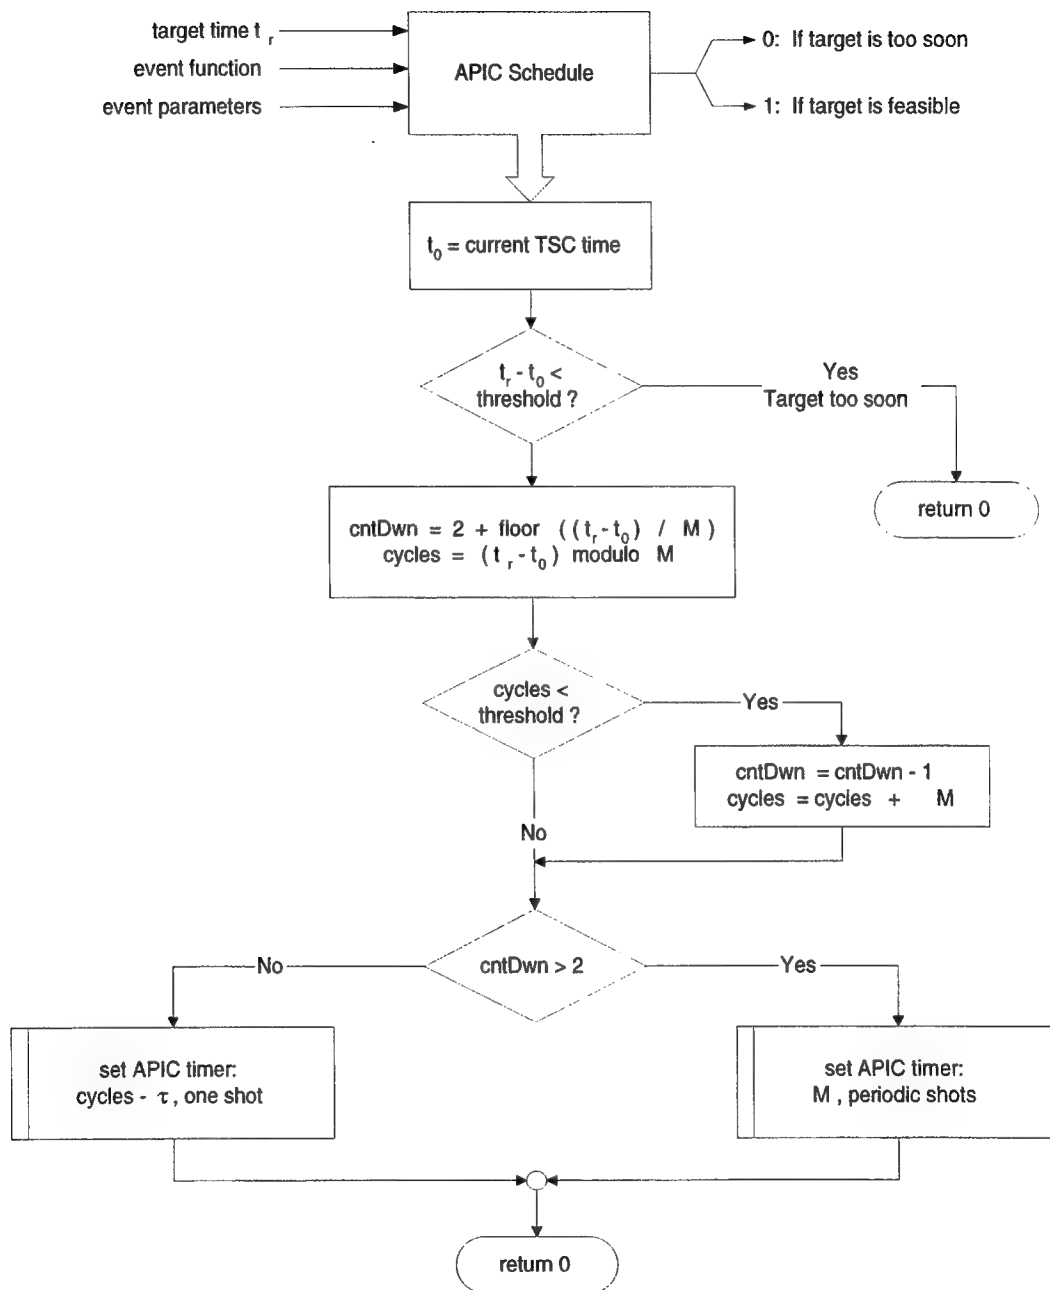 target time t r
event function
event parameters
APIC Schedule
0: If target is too soon
1: If target is feasible
t0 = current TSC time
tr - t0 <
threshold ?
Yes
Target too soon
return 0
cntDwn = 2 + floor ((tr - t0) / M)
cycles = (t r - t0) modulo M
cycles <
threshold ?
Yes
cntDwn = cntDwn - 1
cycles = cycles + M
No
cntDwn > 2
No
Yes
set APIC timer:
cycles - τ, one shot
set APIC timer:
M , periodic shots
return 0